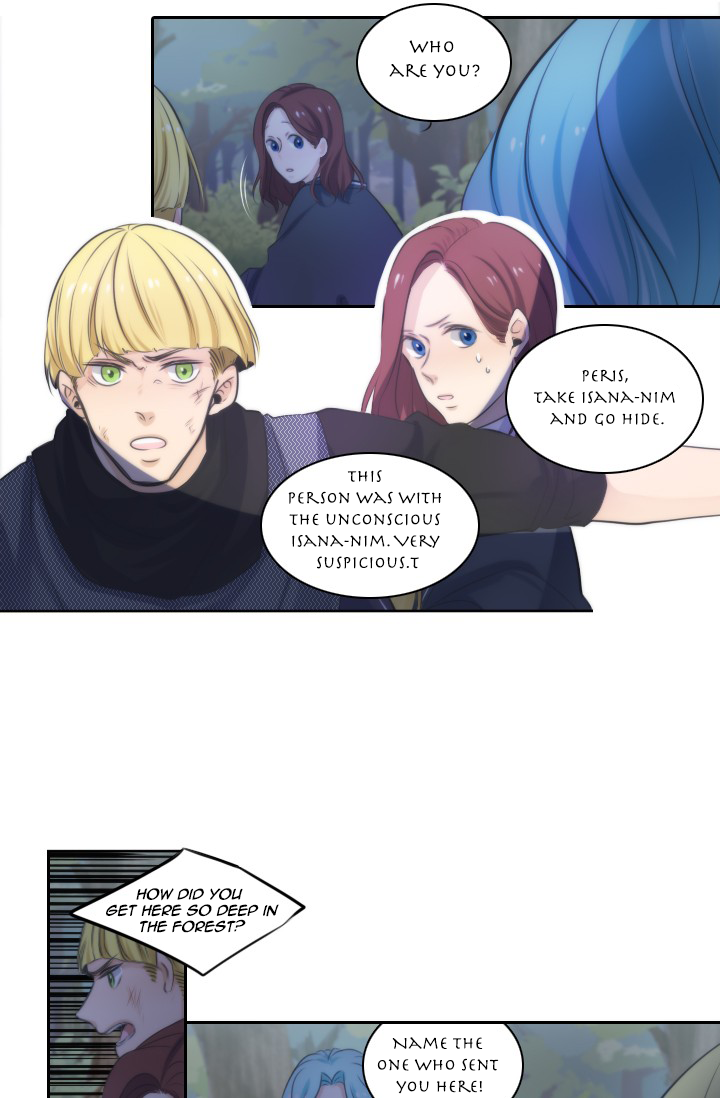 WHO
ARE YOU?
PERIS,
TAKE ISANA-NIM
AND GO HIDE.
THIS
PERSON WAS WITH
THE UNCONSCIOUS
ISANA-NIM. VERY
SUSPICIOUS.T
HOW DID YOU
GET HERE SO DEEP IN
THE FOREST?
NAME THE
ONE WHO SENT
YOU HERE!